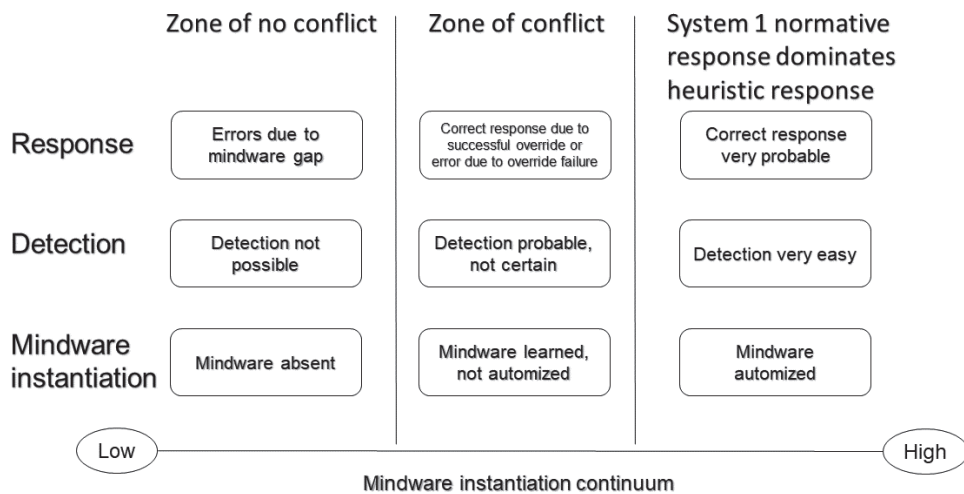 Zone of no conflict
Zone of conflict
System 1 normative
response dominates
heuristic response
Response
Errors due to
mindware gap
Correct response due to
successful override or
error due to override failure
Correct response
very probable
Detection
Detection not
possible
Detection probable,
not certain
Detection very easy
Mindware
instantiation
Mindware absent
Mindware learned,
not automized
Mindware
automized
Low
High
Mindware instantiation continuum